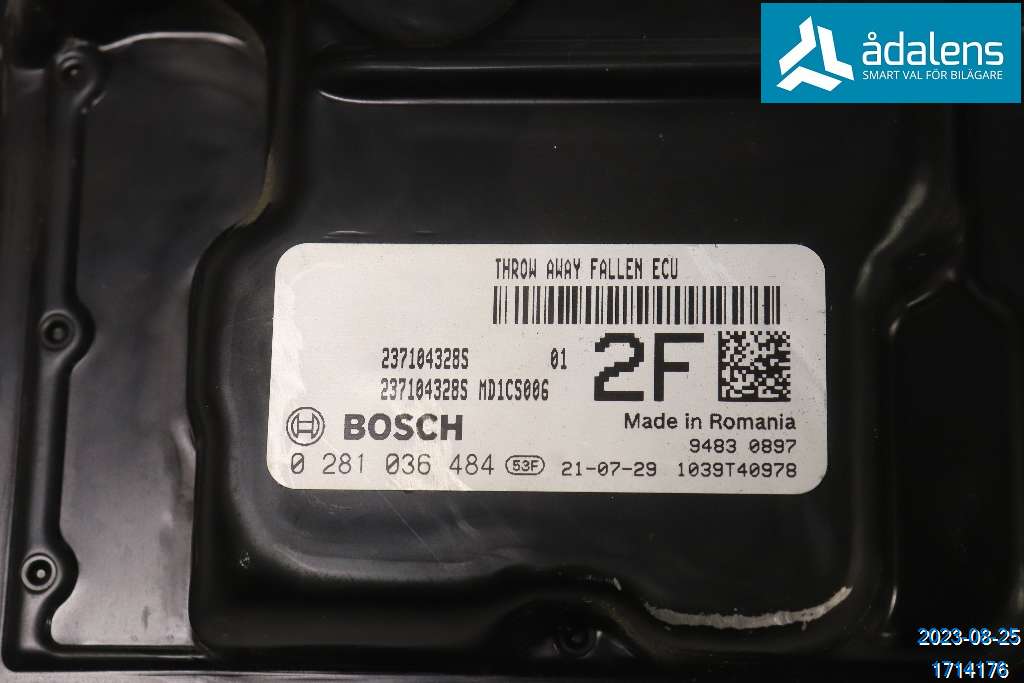 ådalens
SMART VAL FÖR BILÄGARE
THROW AWAY FALLEN ECU
237104328S 01
2F
237104328S MD1CS006
BOSCH
Made in Romania
9483 0897
0 281 036 484 53F 21-07-29 1039T40978
2023-08-25
1714176